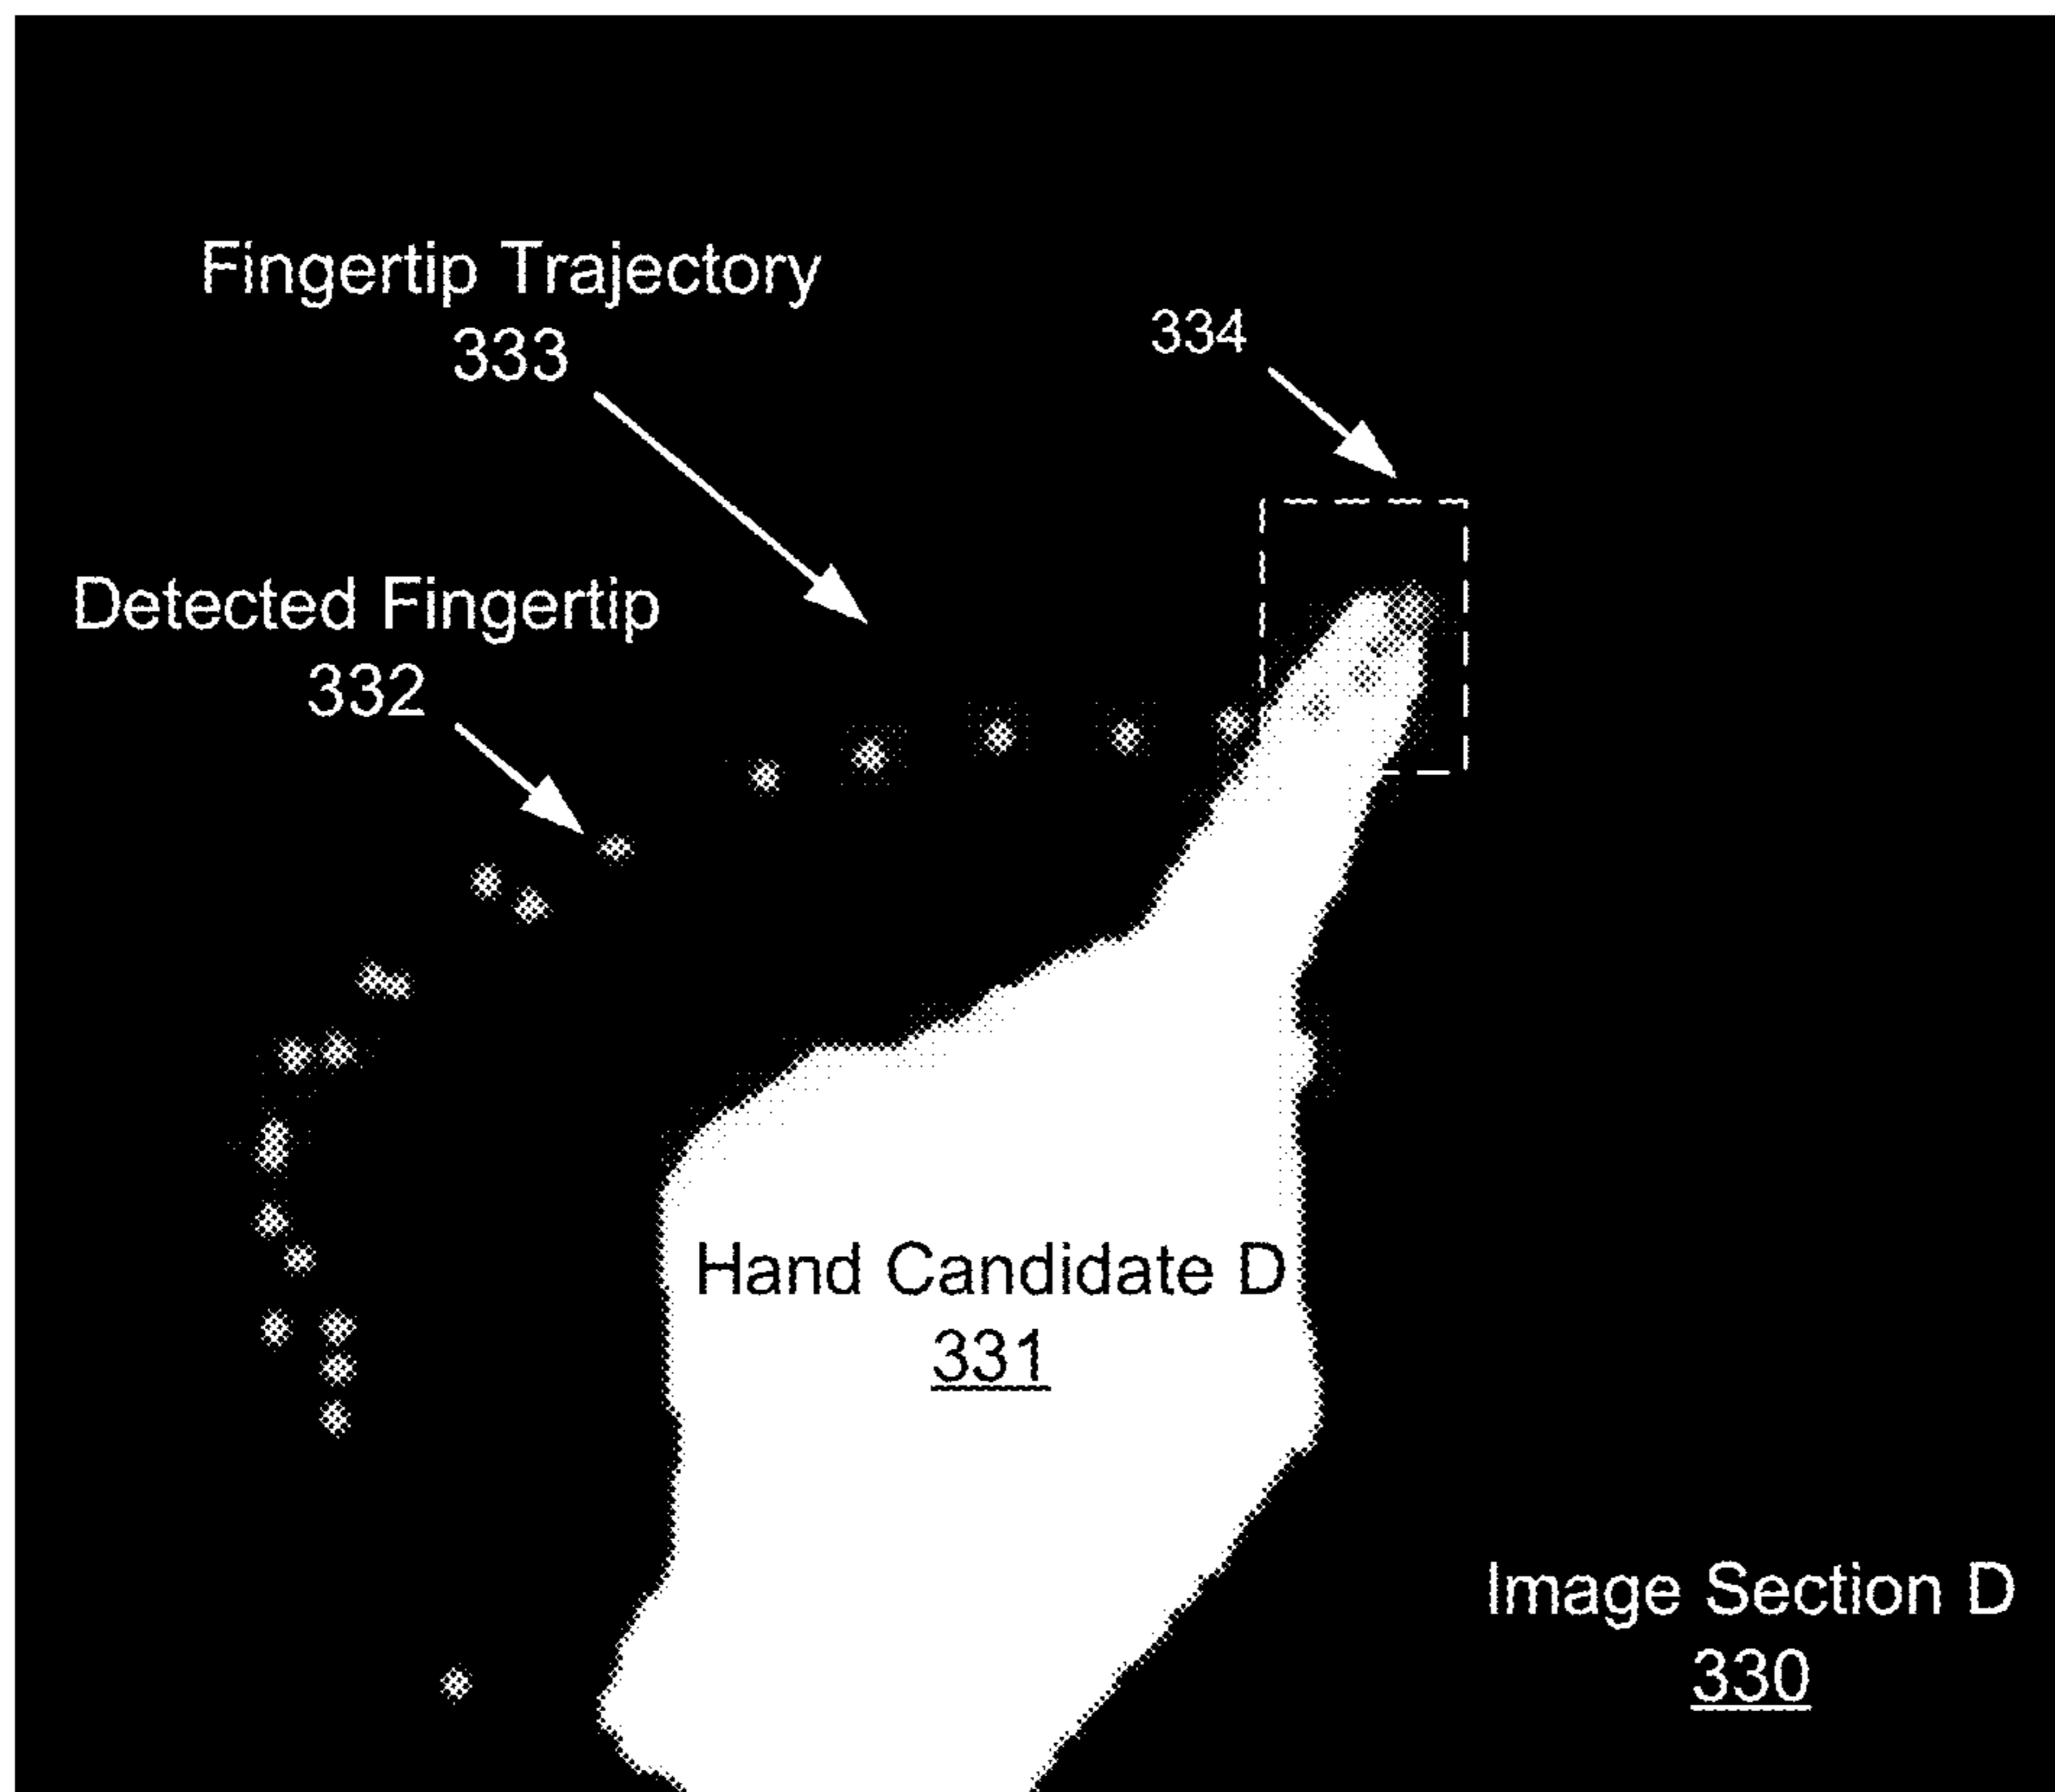 Fingertip Trajectory
333
334
Detected Fingertip
332
Hand Candidate D
331
Image Section D
330